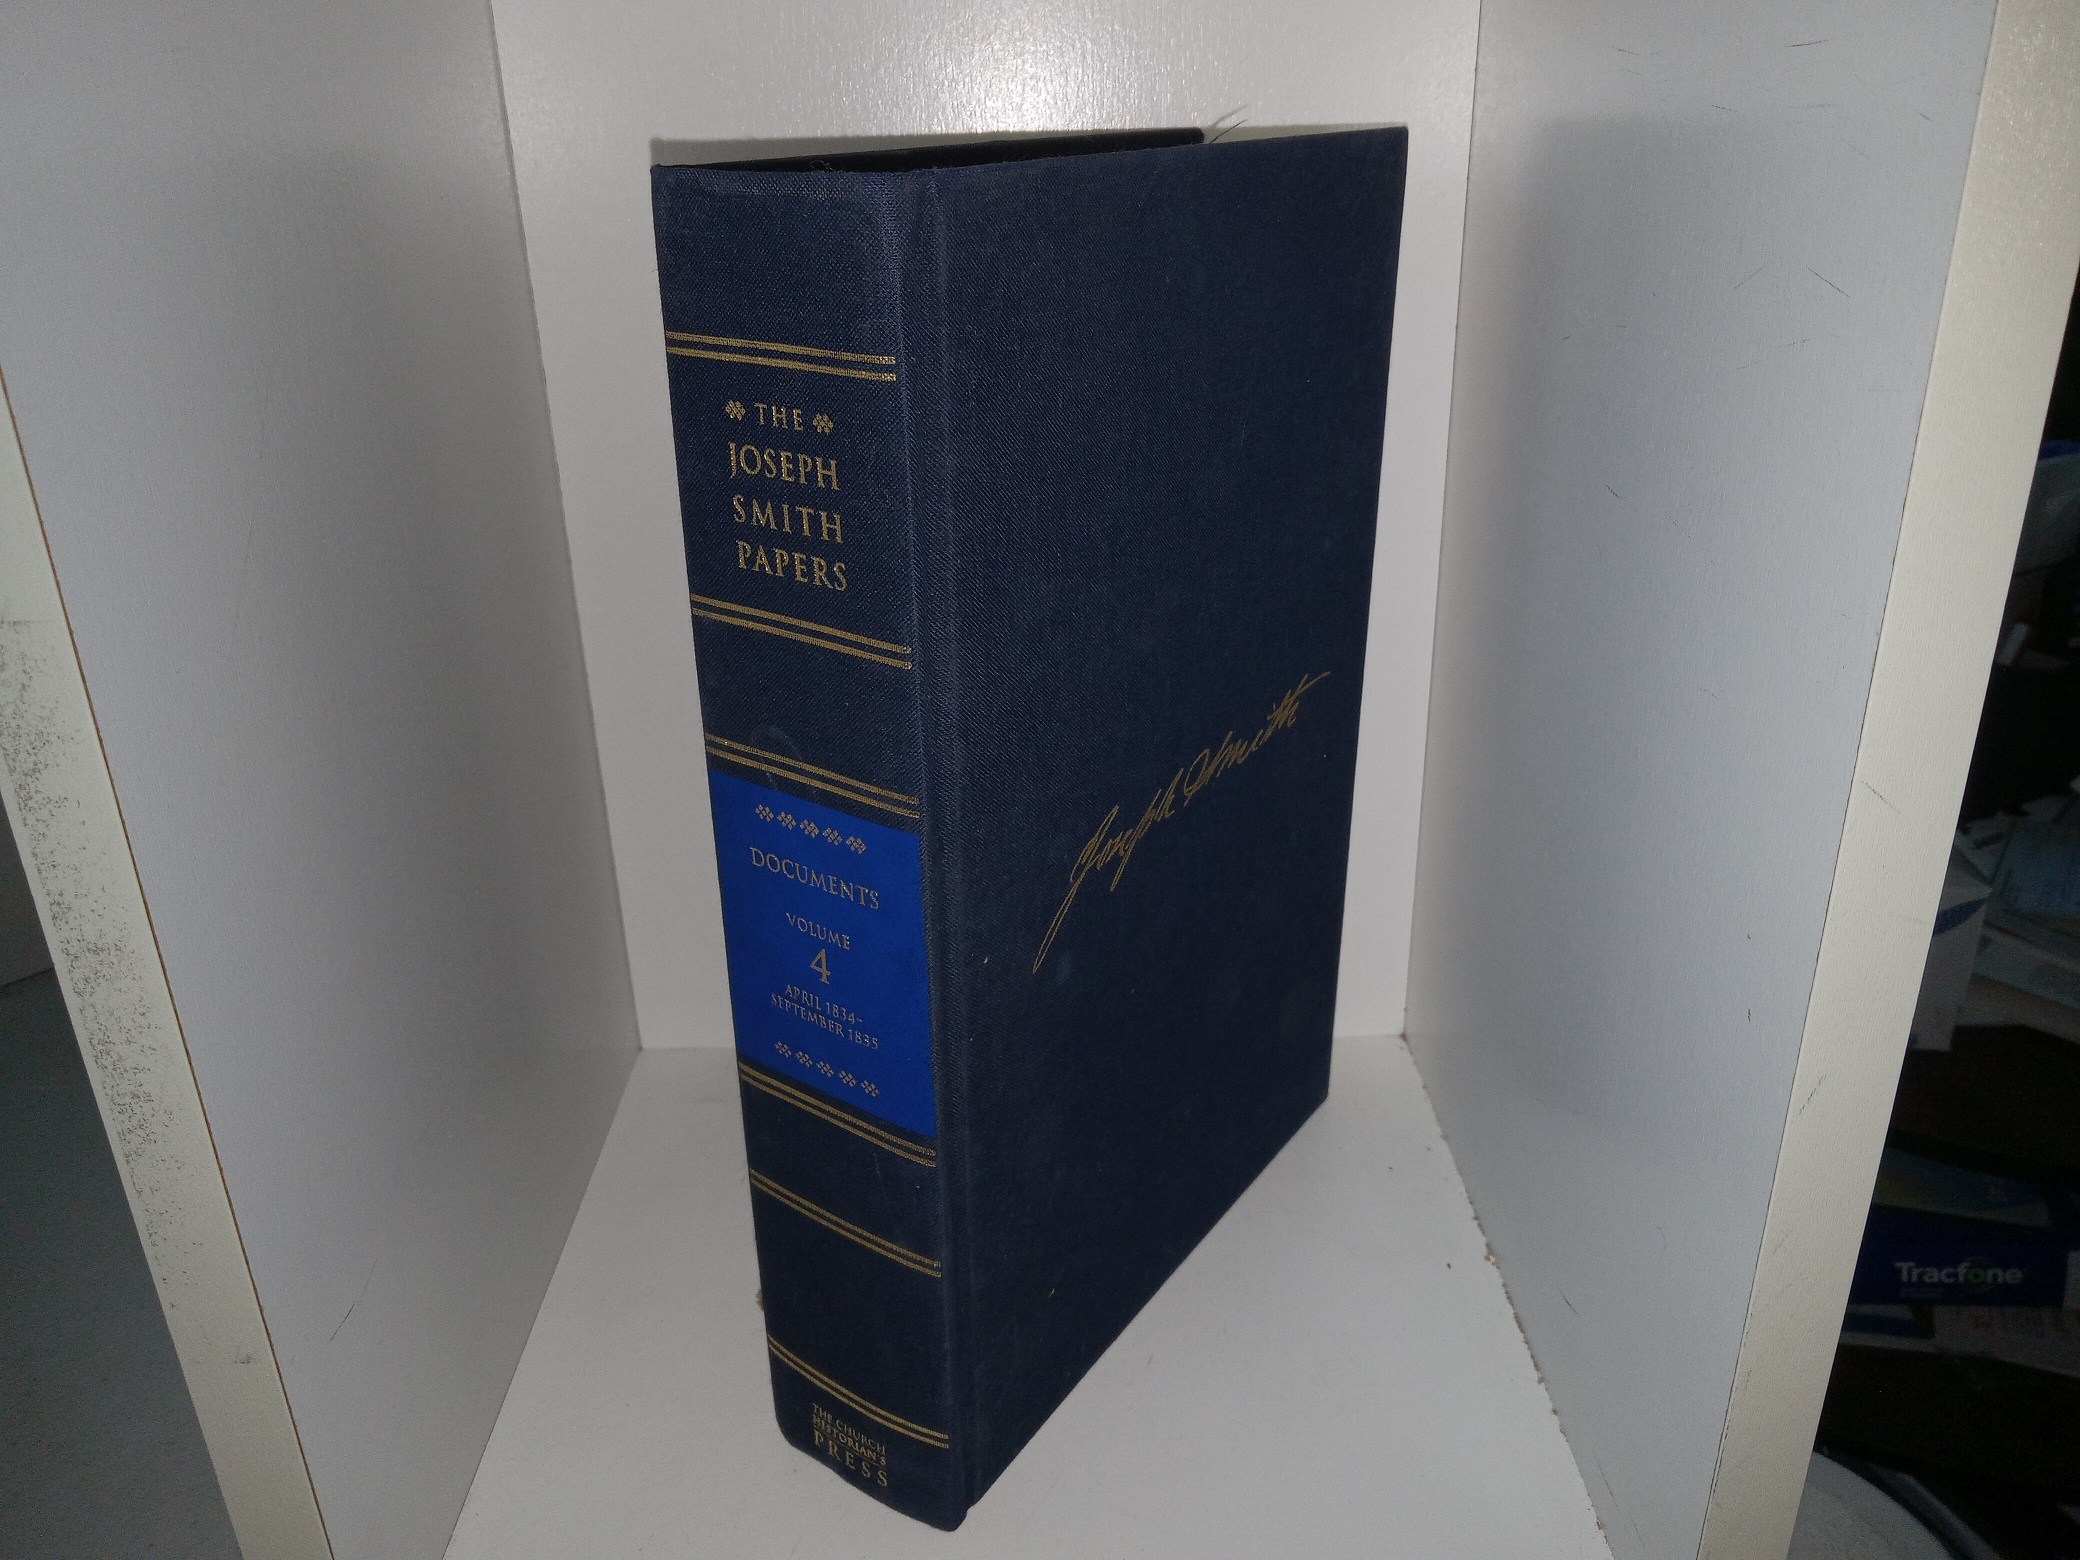 THE
JOSEPH
SMITH
PAPERS
DOCUMENTS
VOLUME
4
APRIL 1834–
SEPTEMBER 1835
THE CHURCH
HISTORIAN'S
PRESS
Joseph Smith
Tracfone